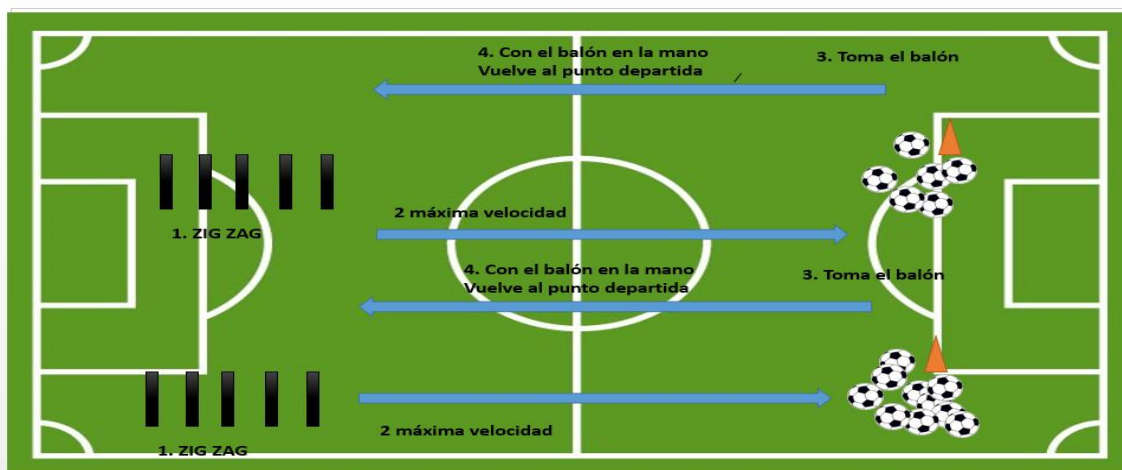 4. Con el balón en la mano
Vuelve al punto departida
3. Toma el balón
2 máxima velocidad
1. ZIG ZAG
4. Con el balón en la mano
Vuelve al punto departida
3. Toma el balón
2 máxima velocidad
1. ZIG ZAG